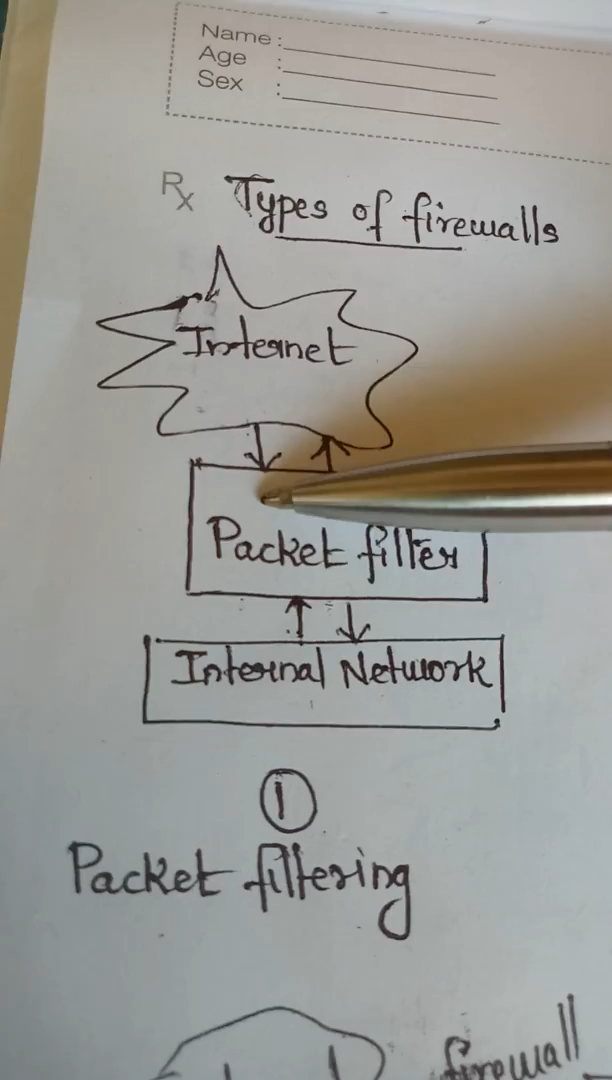 Name :
Age :
Sex :
Rx Types of firewalls
Internet
Packet filter
Internal Network
1
Packet filtering
firewall